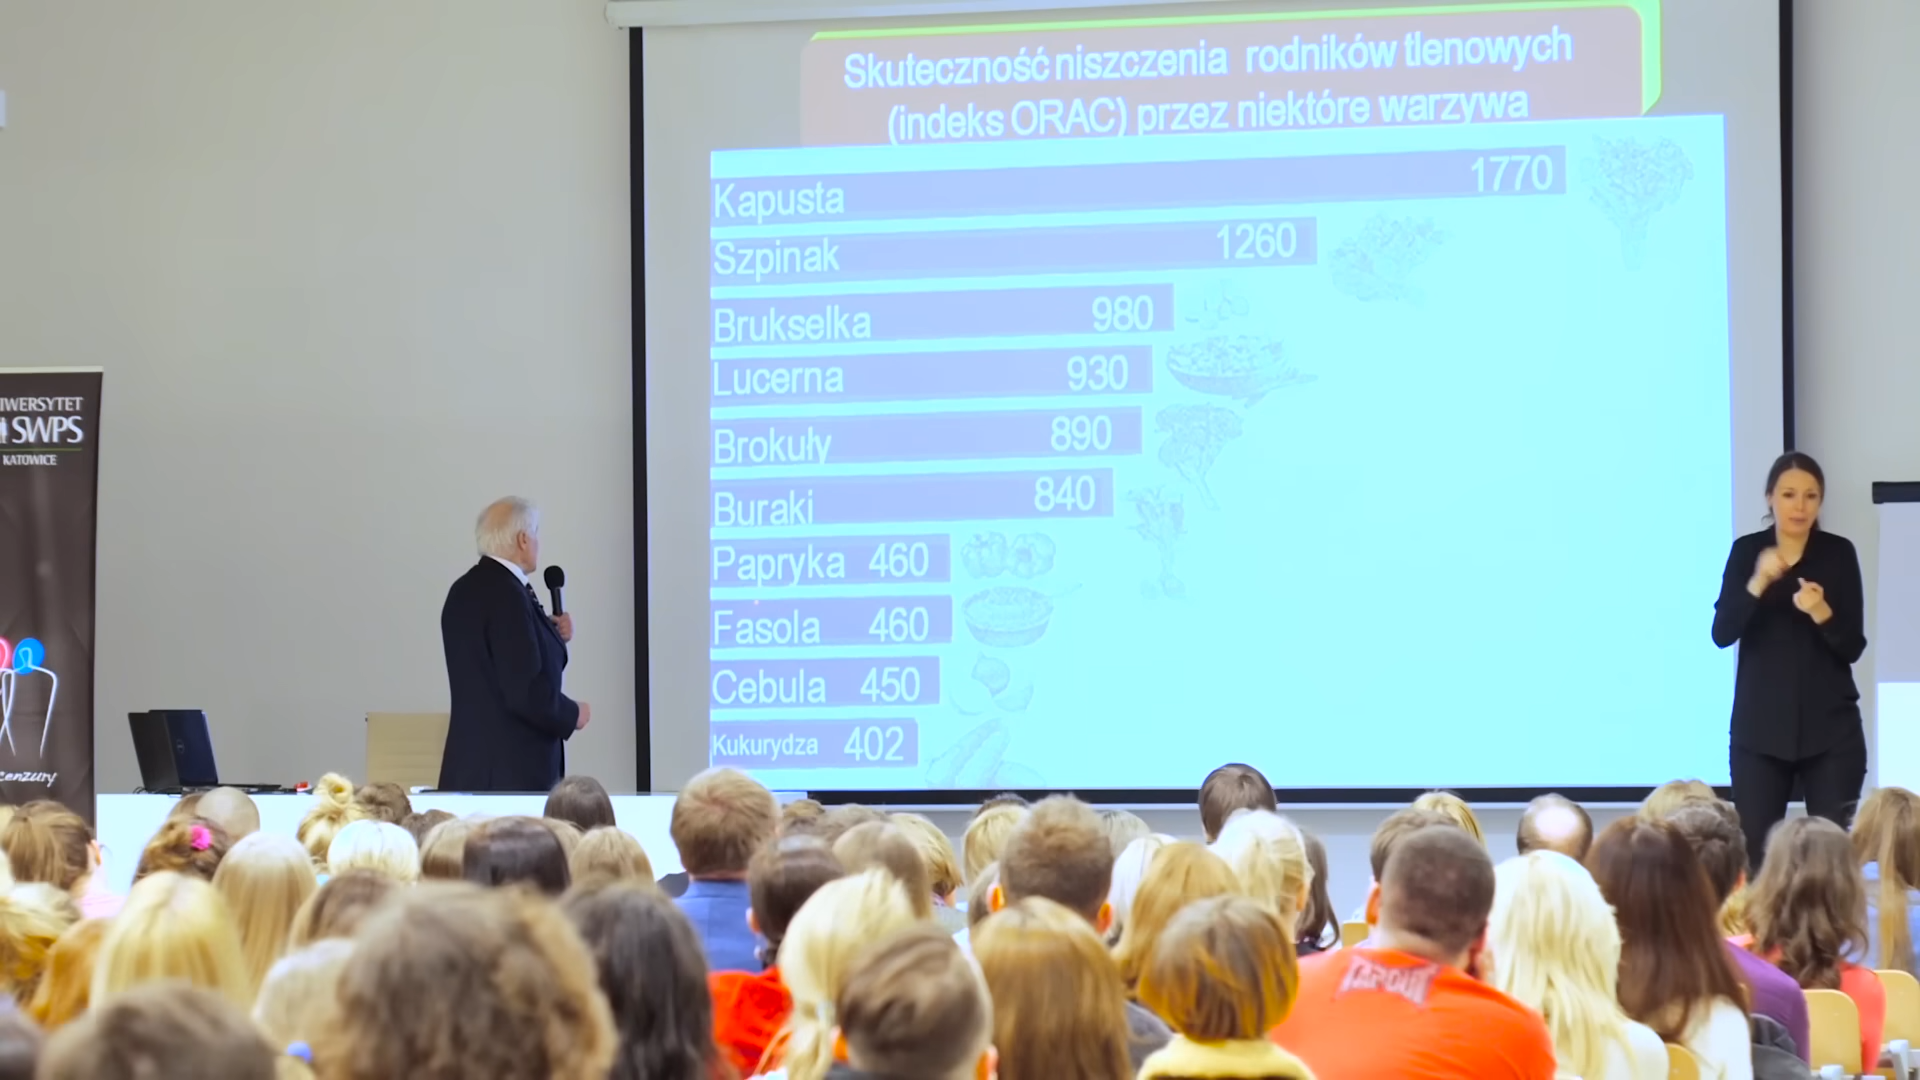 Skuteczność niszczenia rodników tlenowych
(indeks ORAC) przez niektóre warzywa
Kapusta 1770
Szpinak 1260
Brukselka 980
Lucerna 930
Brokuły 890
Buraki 840
Papryka 460
Fasola 460
Cebula 450
Kukurydza 402
IWERSYTET
SWPS
KATOWICE
cenzury
TAPOUT